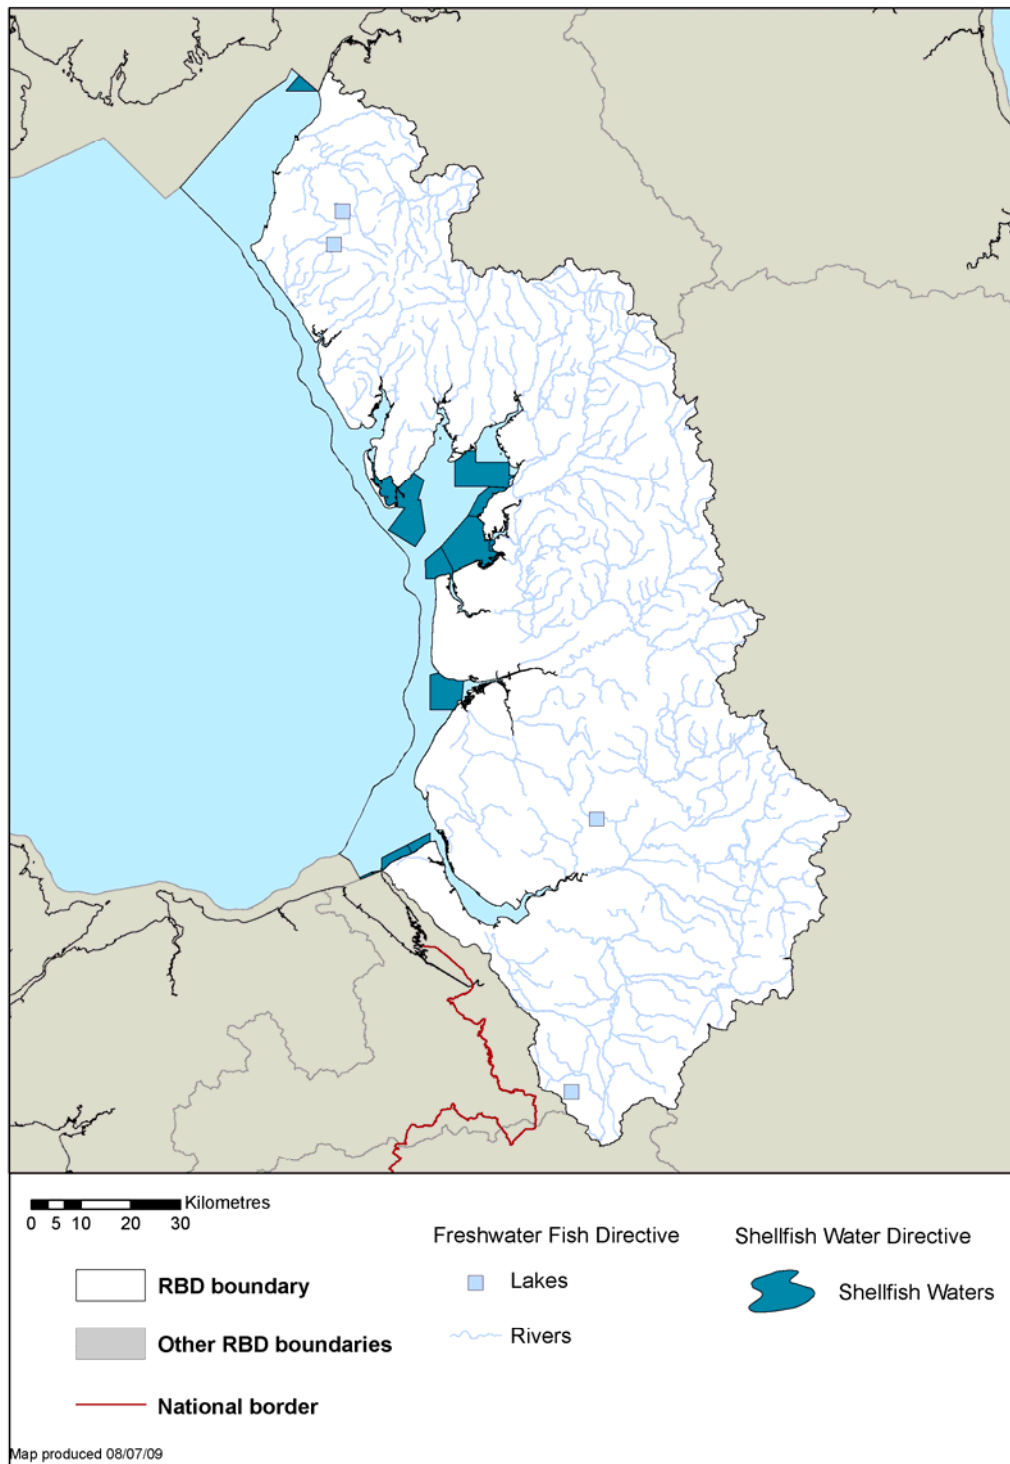 Kilometres
0 5 10 20 30
RBD boundary
Other RBD boundaries
National border
Freshwater Fish Directive
Lakes
Rivers
Shellfish Water Directive
Shellfish Waters
Map produced 08/07/09